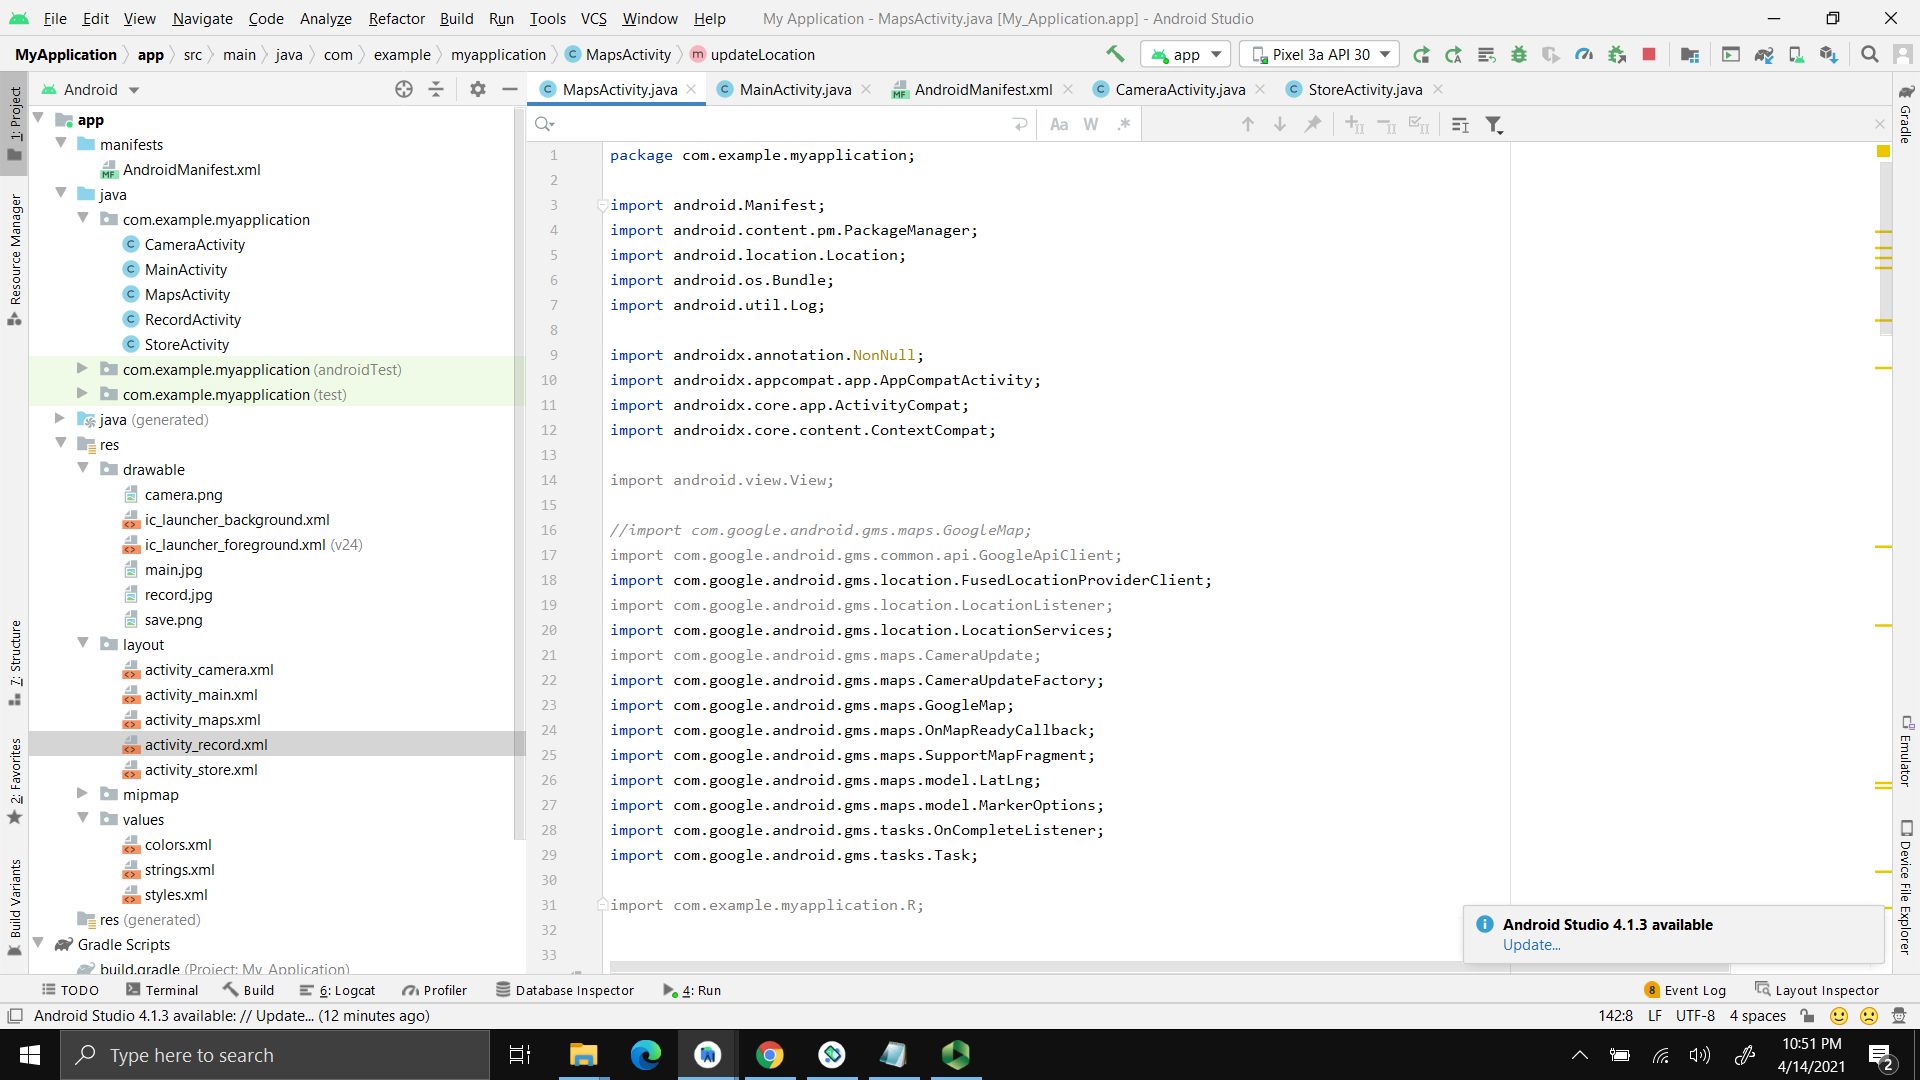 File Edit View Navigate Code Analyze Refactor Build Run Tools VCS Window Help My Application - MapsActivity.java [My_Application.app] - Android Studio
MyApplication app src main java com example myapplication MapsActivity updateLocation app Pixel 3a API 30
Android
MapsActivity.java MainActivity.java AndroidManifest.xml CameraActivity.java StoreActivity.java
Aa W .*
1: Project
Resource Manager
7: Structure
2: Favorites
Build Variants
app
manifests
AndroidManifest.xml
java
com.example.myapplication
CameraActivity
MainActivity
MapsActivity
RecordActivity
StoreActivity
com.example.myapplication (androidTest)
com.example.myapplication (test)
java (generated)
res
drawable
camera.png
ic_launcher_background.xml
ic_launcher_foreground.xml (v24)
main.jpg
record.jpg
save.png
layout
activity_camera.xml
activity_main.xml
activity_maps.xml
activity_record.xml
activity_store.xml
mipmap
values
colors.xml
strings.xml
styles.xml
res (generated)
Gradle Scripts
build.gradle (Project: My_Application)
1 package com.example.myapplication;
2
3 import android.Manifest;
4 import android.content.pm.PackageManager;
5 import android.location.Location;
6 import android.os.Bundle;
7 import android.util.Log;
8
9 import androidx.annotation.NonNull;
10 import androidx.appcompat.app.AppCompatActivity;
11 import androidx.core.app.ActivityCompat;
12 import androidx.core.content.ContextCompat;
13
14 import android.view.View;
15
16 //import com.google.android.gms.maps.GoogleMap;
17 import com.google.android.gms.common.api.GoogleApiClient;
18 import com.google.android.gms.location.FusedLocationProviderClient;
19 import com.google.android.gms.location.LocationListener;
20 import com.google.android.gms.location.LocationServices;
21 import com.google.android.gms.maps.CameraUpdate;
22 import com.google.android.gms.maps.CameraUpdateFactory;
23 import com.google.android.gms.maps.GoogleMap;
24 import com.google.android.gms.maps.OnMapReadyCallback;
25 import com.google.android.gms.maps.SupportMapFragment;
26 import com.google.android.gms.maps.model.LatLng;
27 import com.google.android.gms.maps.model.MarkerOptions;
28 import com.google.android.gms.tasks.OnCompleteListener;
29 import com.google.android.gms.tasks.Task;
30
31 import com.example.myapplication.R;
32
33
Gradle
Emulator
Device File Explorer
Android Studio 4.1.3 available
Update...
TODO Terminal Build 6: Logcat Profiler Database Inspector 4: Run 8 Event Log Layout Inspector
Android Studio 4.1.3 available: // Update... (12 minutes ago) 142:8 LF UTF-8 4 spaces
Type here to search
10:51 PM
4/14/2021
2